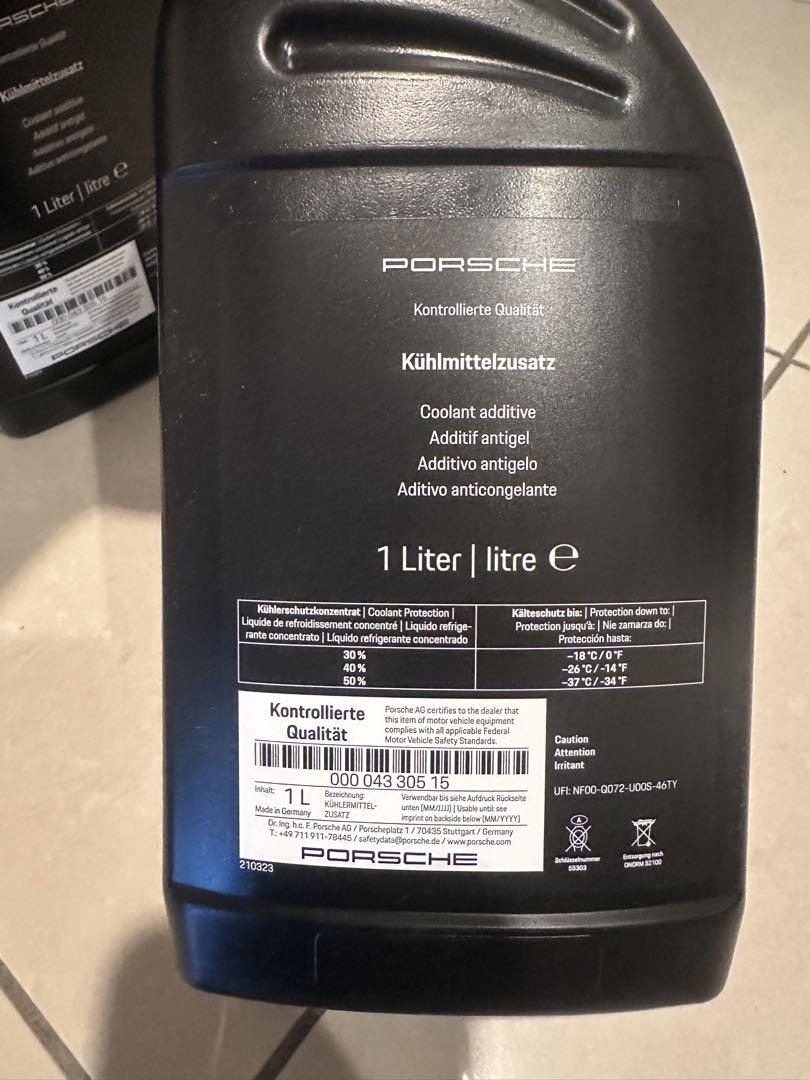 PORSCHE
Kontrollierte Qualität
Kühlmittelzusatz
Coolant additive
Additif antigel
Additivo antigelo
Aditivo anticongelante
1 Liter | litre ℮
Kühlerschutzkonzentrat | Coolant Protection |
Liquide de refroidissement concentré | Liquido refrige-
rante concentrato | Líquido refrigerante concentrado
Kälteschutz bis: | Protection down to: |
Protection jusqu'à: | Nie zamarza do: |
Protección hasta:
30 % –18 °C / 0 °F
40 % –26 °C / -14 °F
50 % –37 °C / -34 °F
Kontrollierte
Qualität
Porsche AG certifies to the dealer that
this item of motor vehicle equipment
complies with all applicable Federal
Motor Vehicle Safety Standards.
000 043 305 15
Inhalt: 1 L
Made in Germany
Bezeichnung:
KÜHLERMITTEL-
ZUSATZ
Verwendbar bis siehe Aufdruck Rückseite
unten [MM/JJJJ] | Usable until: see
imprint on backside below (MM/YYYY)
Dr. Ing. h.c. F. Porsche AG / Porscheplatz 1 / 70435 Stuttgart / Germany
T.: +49 711 911-78445 / safetydata@porsche.de / www.porsche.com
PORSCHE
210323
Caution
Attention
Irritant
UFI: NF00-Q072-U00S-46TY
A
Schlüsselnummer
55303
Entsorgung nach
ÖNORM S2100
PORSCHE
Kontrollierte Qualität
Kühlmittelzusatz
Coolant additive
Additif antigel
Additivo antigelo
Aditivo anticongelante
1 Liter | litre ℮
Kontrollierte
Qualität
000 043 305 15
1 L
PORSCHE